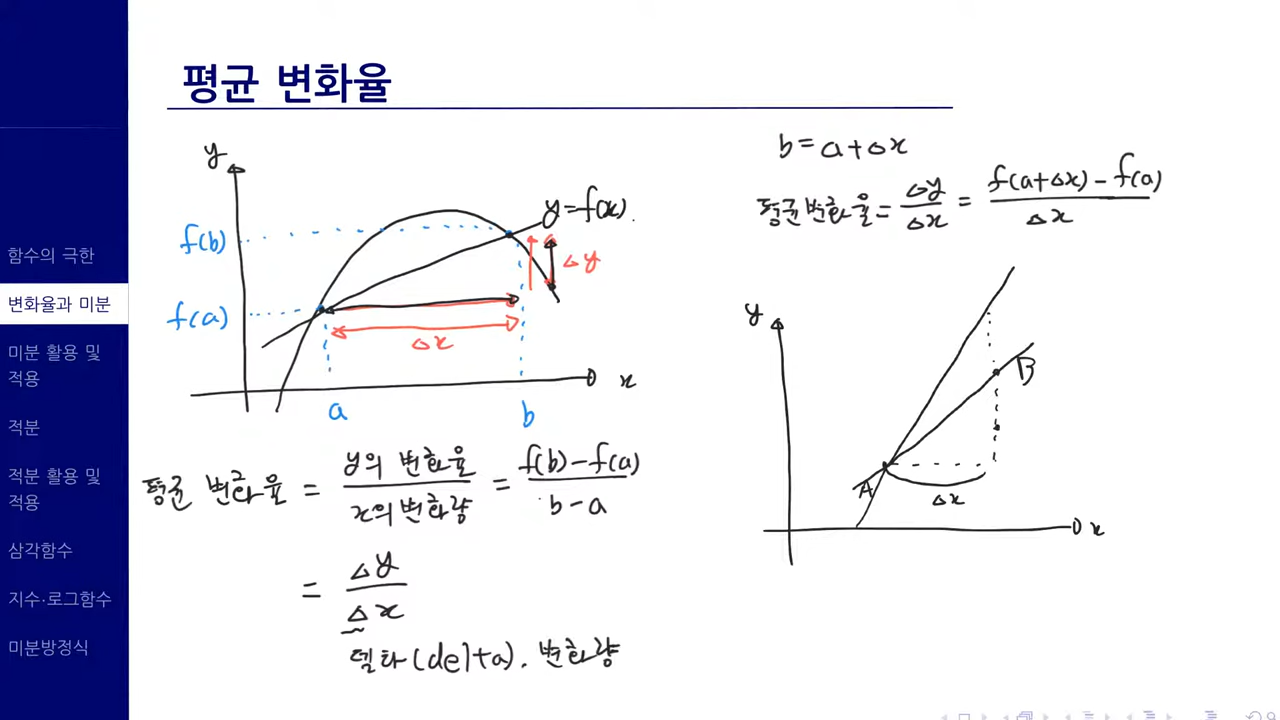 평균 변화율
함수의 극한
변화율과 미분
미분 활용 및
적용
적분
적분 활용 및
적용
삼각함수
지수·로그함수
미분방정식
y
y=f(x).
f(b)
Δy
f(a)
Δx
x
a
b
평균 변화율 = y의 변화율 / x의 변화량 = f(b)-f(a) / b-a
= Δy / Δx
델타(delta). 변화량
b=a+Δx
평균변화율 = Δy / Δx = f(a+Δx)-f(a) / Δx
y
B
A
Δx
x